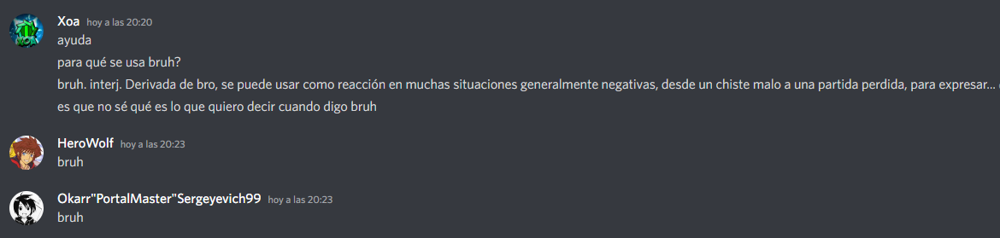 Xoa hoy a las 20:20
ayuda
para qué se usa bruh?
bruh. interj. Derivada de bro, se puede usar como reacción en muchas situaciones generalmente negativas, desde un chiste malo a una partida perdida, para expresar...
es que no sé qué es lo que quiero decir cuando digo bruh
HeroWolf hoy a las 20:23
bruh
Okarr"PortalMaster"Sergeyevich99 hoy a las 20:23
bruh